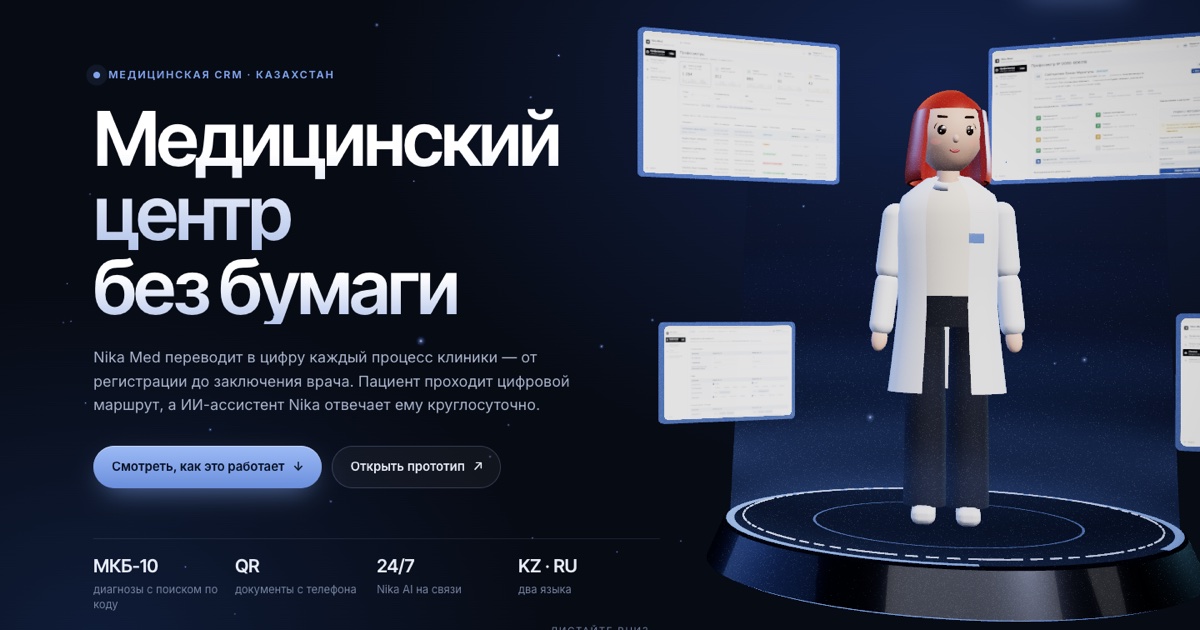 МЕДИЦИНСКАЯ CRM · КАЗАХСТАН
Медицинский
центр
без бумаги
Nika Med переводит в цифру каждый процесс клиники — от
регистрации до заключения врача. Пациент проходит цифровой
маршрут, а ИИ-ассистент Nika отвечает ему круглосуточно.
Смотреть, как это работает ↓
Открыть прототип ↗
МКБ-10
диагнозы с поиском по
коду
QR
документы с телефона
24/7
Nika AI на связи
KZ · RU
два языка
ЛИСТАЙТЕ ВНИЗ